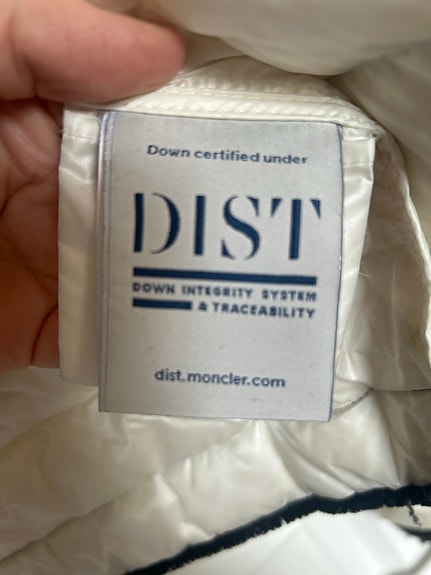 Down certified under
DIST
DOWN INTEGRITY SYSTEM
& TRACEABILITY
dist.moncler.com